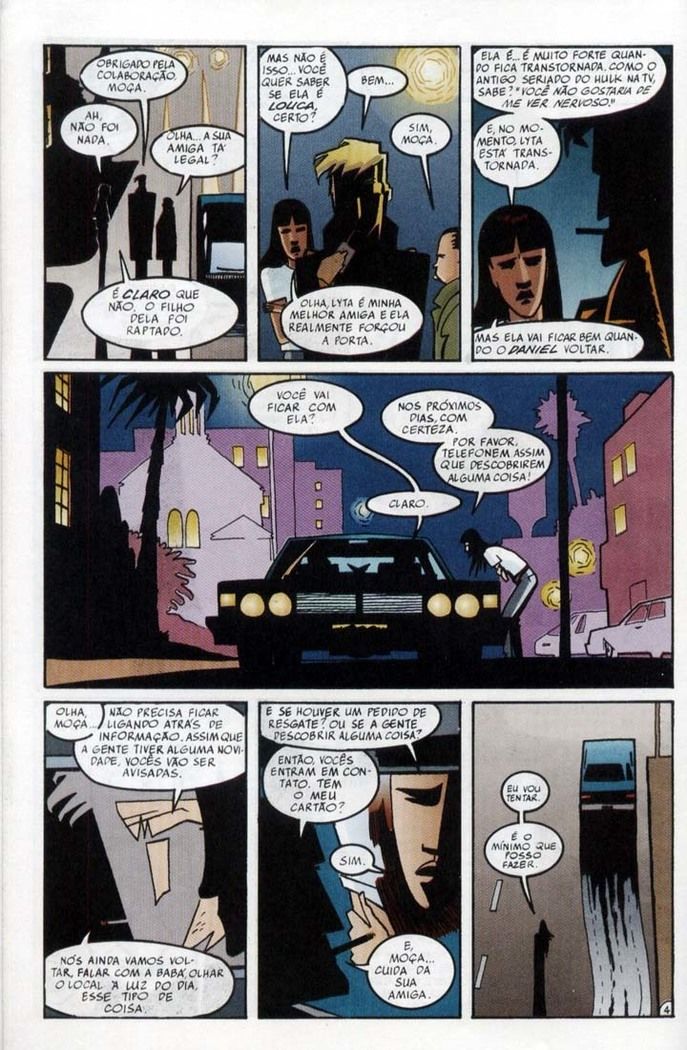 OBRIGADO PELA
COLABORAÇÃO,
MOÇA.
AH,
NÃO FOI
NADA.
OLHA... A SUA
AMIGA TA'
LEGAL?
É CLARO QUE
NÃO. O FILHO
DELA FOI
RAPTADO.
MAS NÃO É
ISSO... VOCÊ
QUER SABER
SE ELA É
LOUCA,
CERTO?
BEM...
SIM,
MOÇA.
OLHA, LYTA É MINHA
MELHOR AMIGA E ELA
REALMENTE FORÇOU
A PORTA.
ELA É... É MUITO FORTE QUAN-
DO FICA TRANSTORNADA, COMO O
ANTIGO SERIADO DO HULK NA TV,
SABE? "VOCÊ NÃO GOSTARIA DE
ME VER NERVOSO."
E, NO MO-
MENTO, LYTA
ESTÁ TRANS-
TORNADA.
MAS ELA VAI FICAR BEM QUAN-
DO O DANIEL VOLTAR.
VOCÊ VAI
FICAR COM
ELA?
NOS PRÓXIMOS
DIAS, COM
CERTEZA.
POR FAVOR,
TELEFONEM ASSIM
QUE DESCOBRIREM
ALGUMA COISA!
CLARO.
OLHA,
MOÇA...
NÃO PRECISA FICAR
LIGANDO ATRÁS DE
INFORMAÇÃO. ASSIM QUE
A GENTE TIVER ALGUMA NOVI-
DADE, VOCÊS VÃO SER
AVISADAS.
NÓS AINDA VAMOS VOL-
TAR, FALAR COM A BABÁ, OLHAR
O LOCAL À LUZ DO DIA,
ESSE TIPO DE
COISA.
E SE HOUVER UM PEDIDO DE
RESGATE? OU SE A GENTE
DESCOBRIR ALGUMA COISA?
ENTÃO, VOCÊS
ENTRAM EM CON-
TATO. TEM
O MEU
CARTÃO?
SIM.
E,
MOÇA...
CUIDA DA
SUA
AMIGA.
EU VOU
TENTAR.
É O
MÍNIMO QUE
POSSO
FAZER.
4